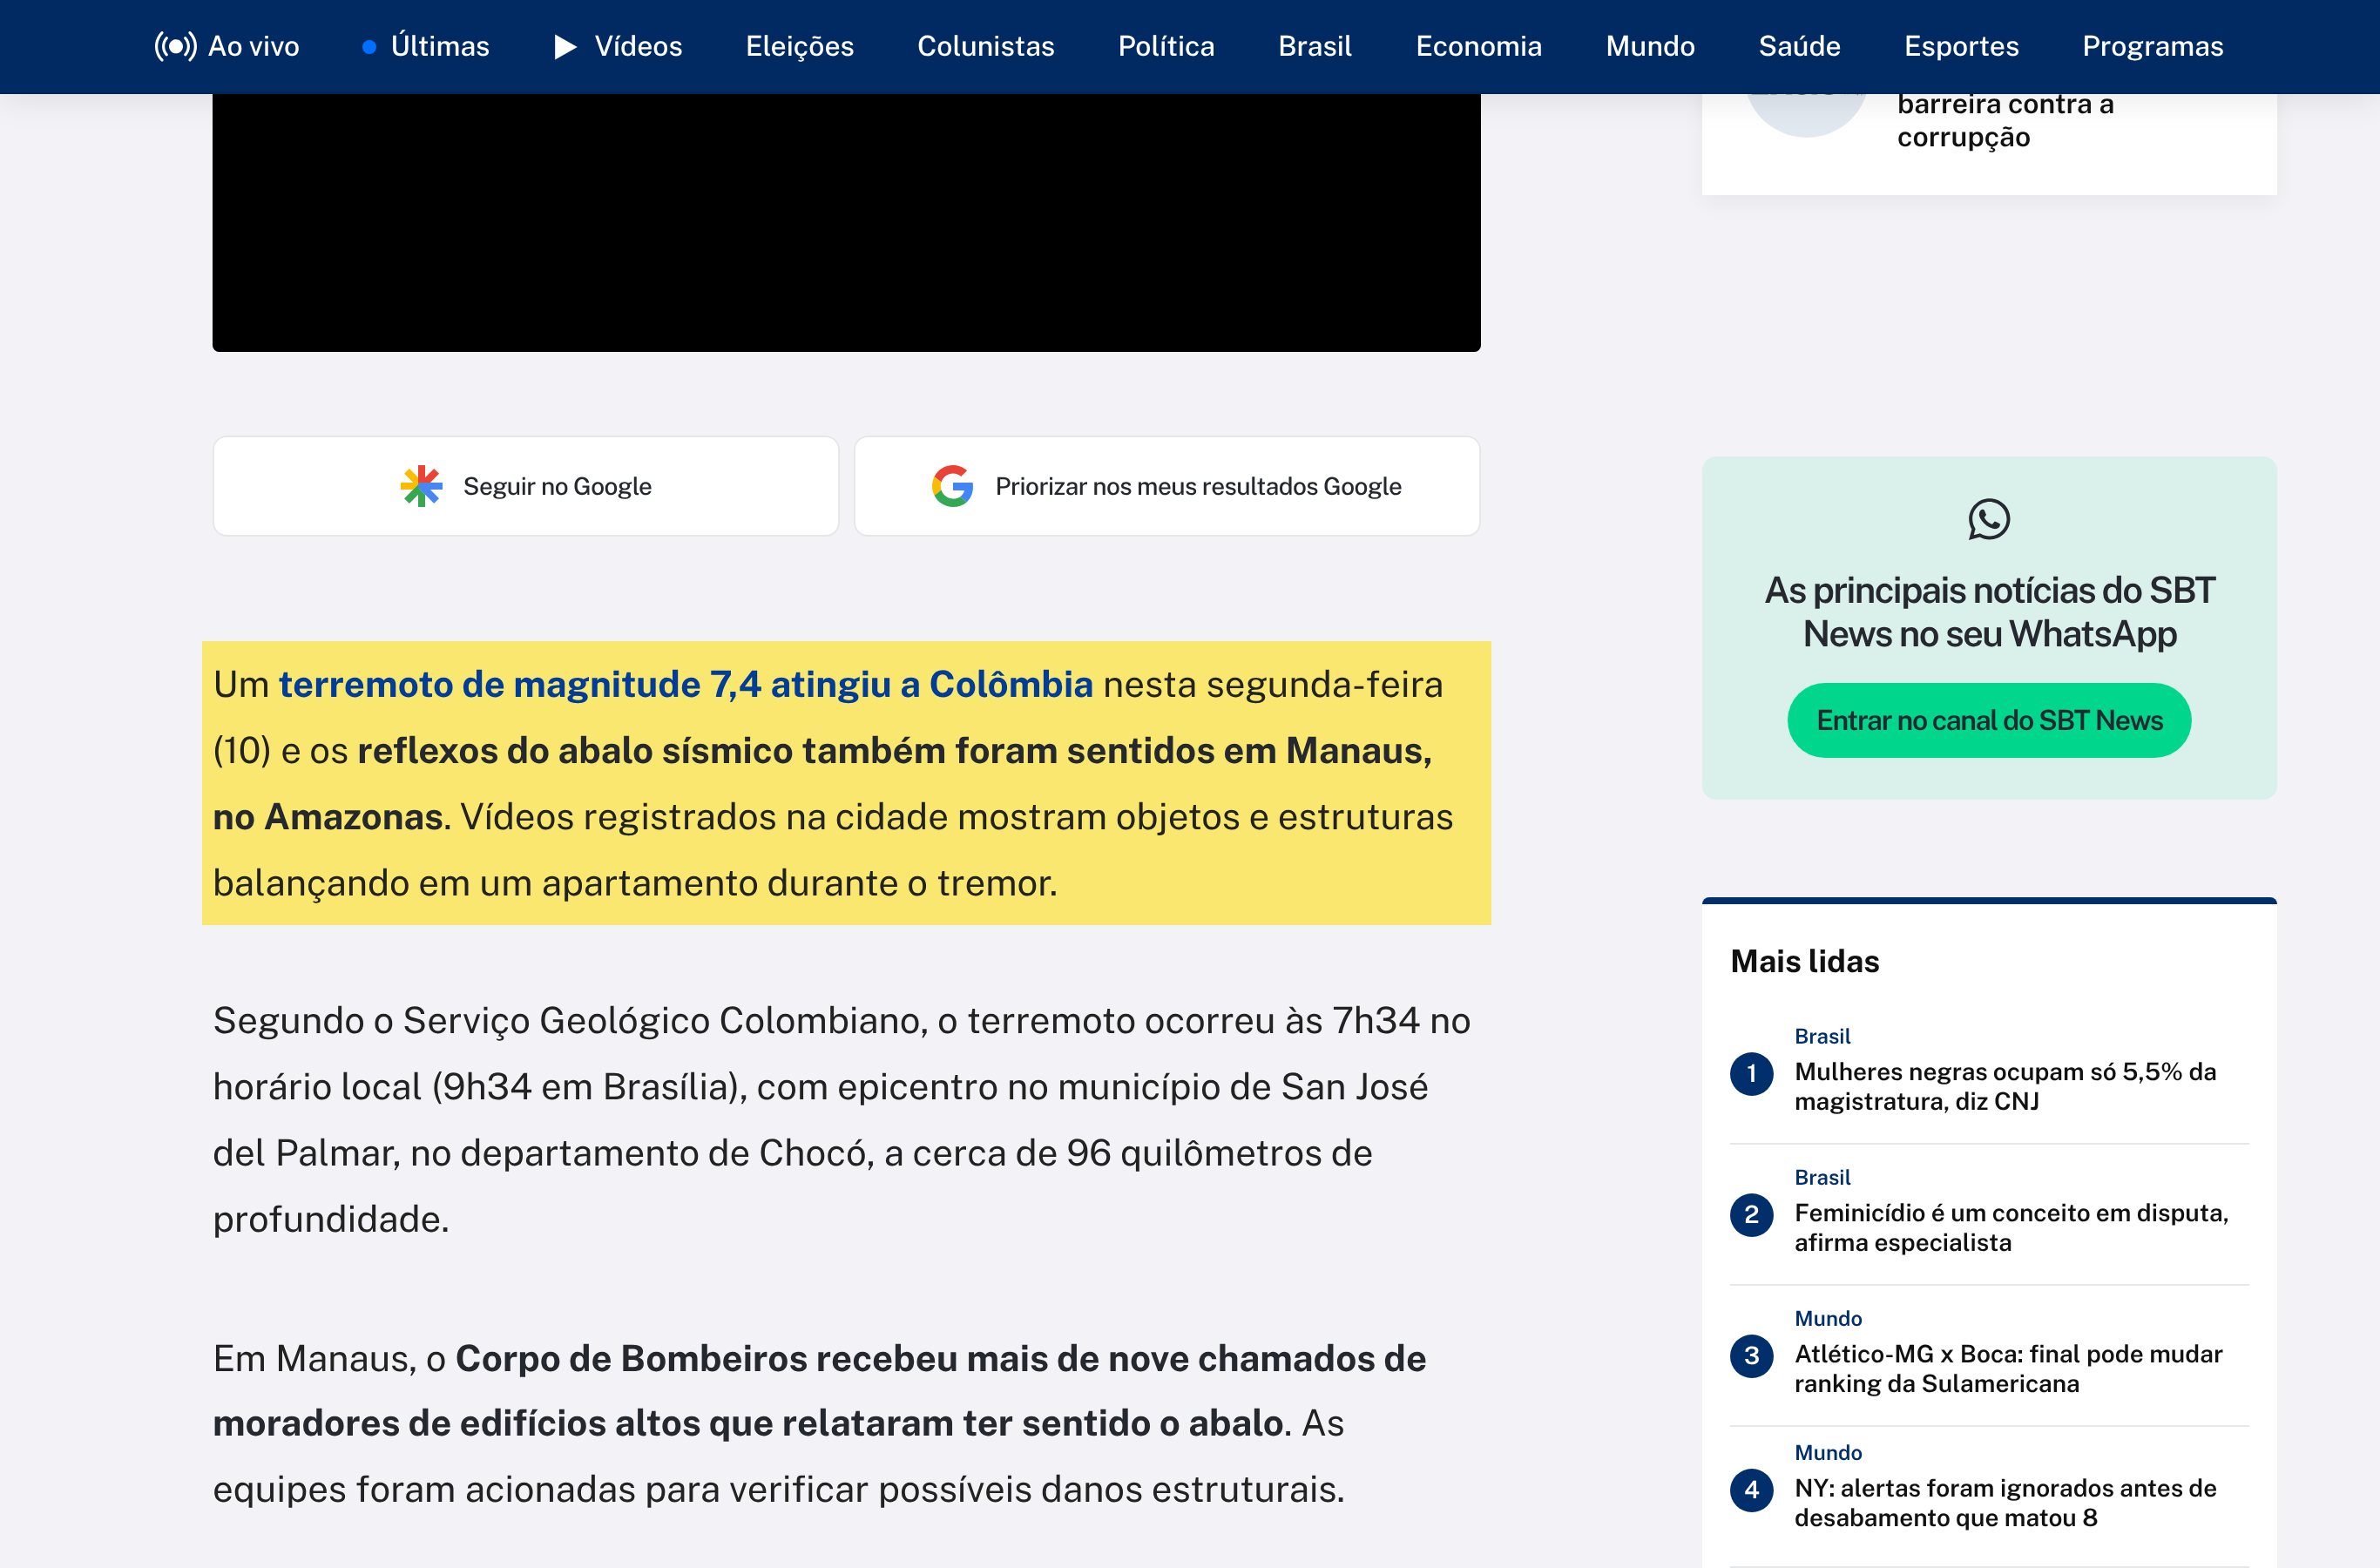 Ao vivo
Últimas
Vídeos
Eleições
Colunistas
Política
Brasil
Economia
Mundo
Saúde
Esportes
Programas
barreira contra a
corrupção
Seguir no Google
Priorizar nos meus resultados Google
Um terremoto de magnitude 7,4 atingiu a Colômbia nesta segunda-feira
(10) e os reflexos do abalo sísmico também foram sentidos em Manaus,
no Amazonas. Vídeos registrados na cidade mostram objetos e estruturas
balançando em um apartamento durante o tremor.
Segundo o Serviço Geológico Colombiano, o terremoto ocorreu às 7h34 no
horário local (9h34 em Brasília), com epicentro no município de San José
del Palmar, no departamento de Chocó, a cerca de 96 quilômetros de
profundidade.
Em Manaus, o Corpo de Bombeiros recebeu mais de nove chamados de
moradores de edifícios altos que relataram ter sentido o abalo. As
equipes foram acionadas para verificar possíveis danos estruturais.
As principais notícias do SBT
News no seu WhatsApp
Entrar no canal do SBT News
Mais lidas
Brasil
1
Mulheres negras ocupam só 5,5% da
magistratura, diz CNJ
Brasil
2
Feminicídio é um conceito em disputa,
afirma especialista
Mundo
3
Atlético-MG x Boca: final pode mudar
ranking da Sulamericana
Mundo
4
NY: alertas foram ignorados antes de
desabamento que matou 8